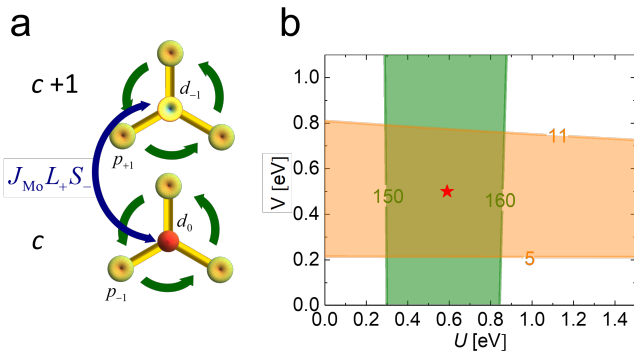 a
c+1
d₋₁
p₊₁
J_Mo L₊S₋
c
d₀
p₋₁
b
V [eV]
1.0
0.8
0.6
0.4
0.2
0.0
11
150
160
5
0.0 0.2 0.4 0.6 0.8 1.0 1.2 1.4
U [eV]